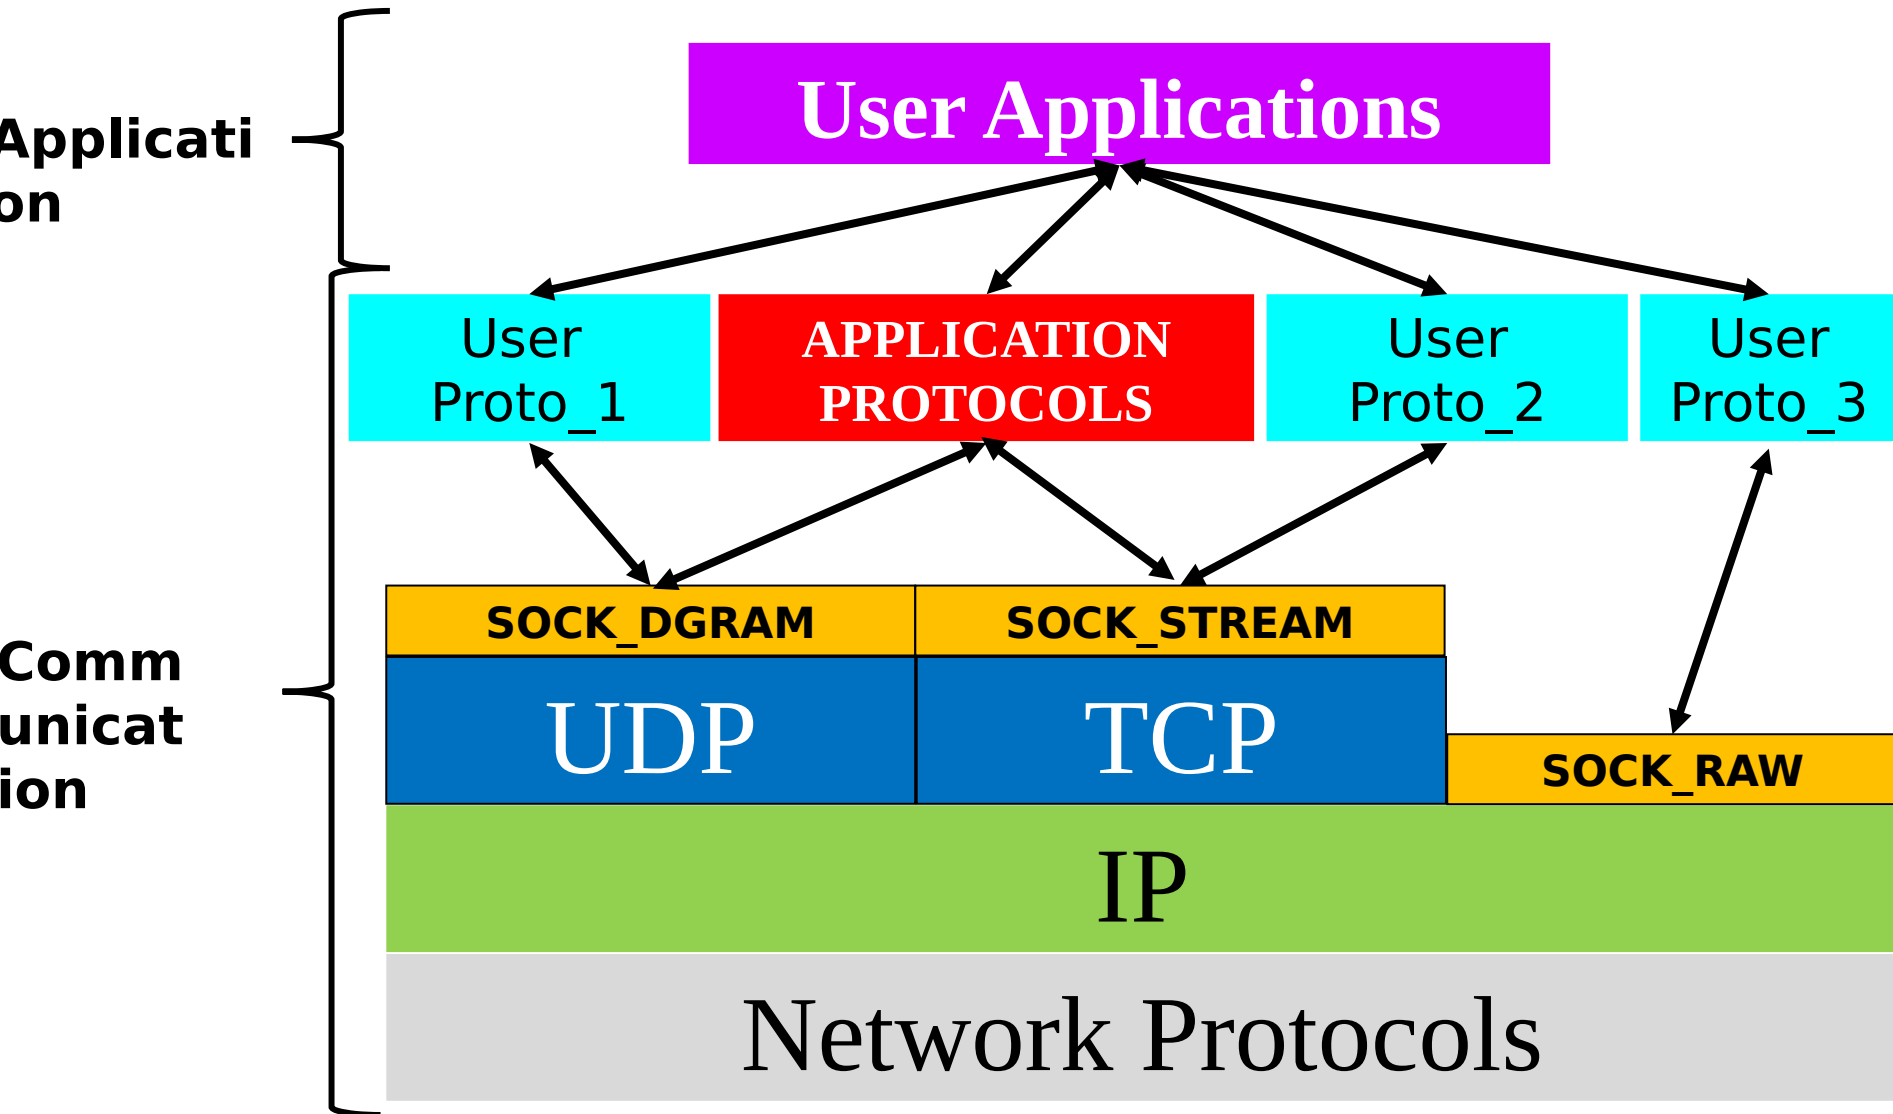 User Applications
Applicati
on
User
Proto_1
APPLICATION
PROTOCOLS
User
Proto_2
User
Proto_3
SOCK_DGRAM
SOCK_STREAM
Comm
unicat
ion
UDP
TCP
SOCK_RAW
IP
Network Protocols